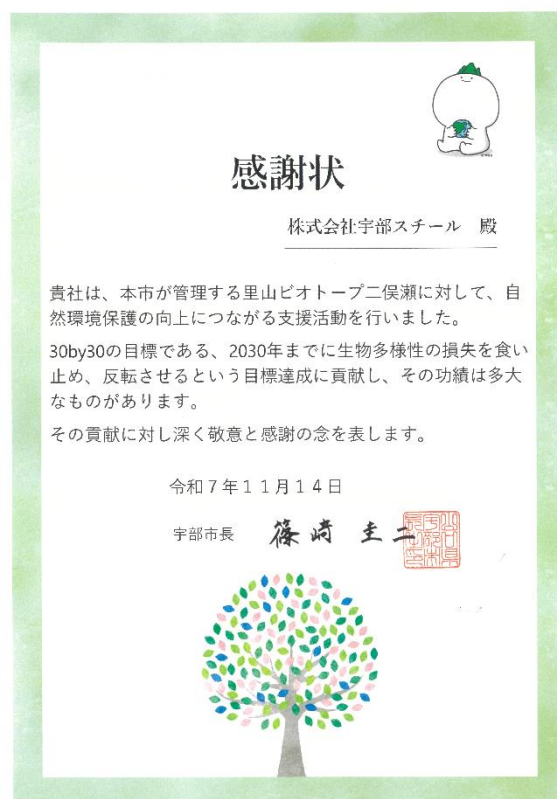 感謝状
株式会社宇部スチール　殿
貴社は、本市が管理する里山ビオトープ二俣瀬に対して、自
然環境保護の向上につながる支援活動を行いました。
30by30の目標である、2030年までに生物多様性の損失を食い
止め、反転させるという目標達成に貢献し、その功績は多大
なものがあります。
その貢献に対し深く敬意と感謝の念を表します。
令和７年１１月１４日
宇部市長　篠﨑　圭二